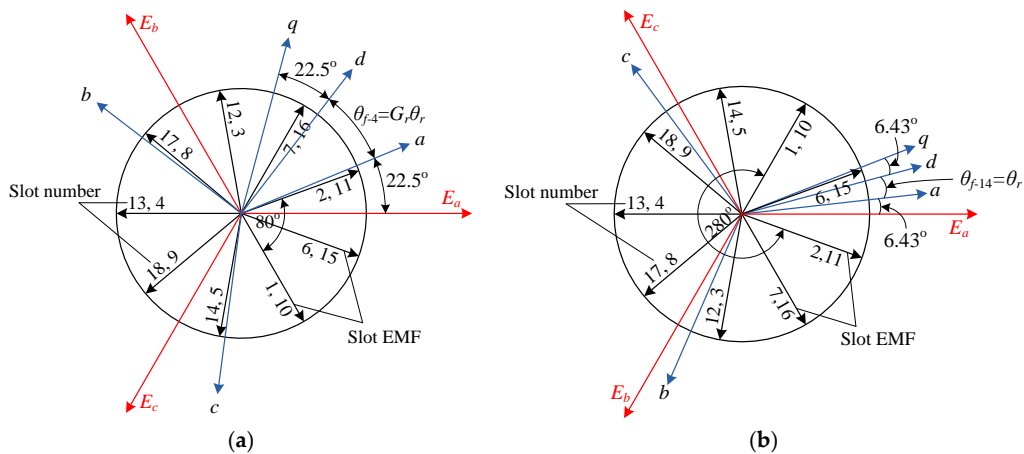 E_b
q
d
22.5°
b
12, 3
7, 16
θ_{f-4}=G_rθ_r
a
17, 8
22.5°
2, 11
Slot number
13, 4
80°
E_a
6, 15
18, 9
14, 5
1, 10
Slot EMF
E_c
c
(a)
E_c
c
14, 5
1, 10
6.43°
q
18, 9
d
θ_{f-14}=θ_r
a
6, 15
Slot number
13, 4
280°
E_a
6.43°
2,11
17, 8
12, 3
7,16
Slot EMF
E_b
b
(b)